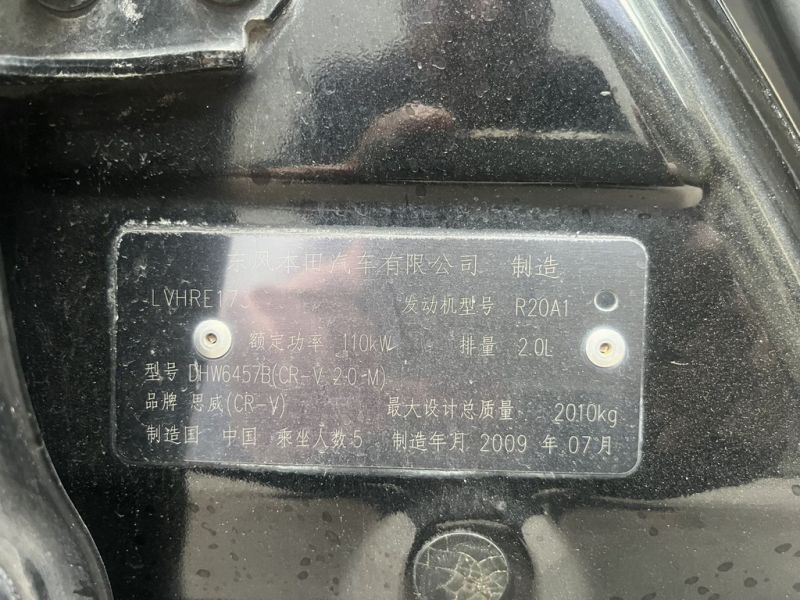 东风本田汽车有限公司 制造
LVHRE17 发动机型号 R20A1
额定功率 110kW 排量 2.0L
型号 DHW6457B(CR-V 2.0-M)
品牌 思威(CR-V) 最大设计总质量 2010kg
制造国 中国 乘坐人数:5 制造年月 2009 年 07 月